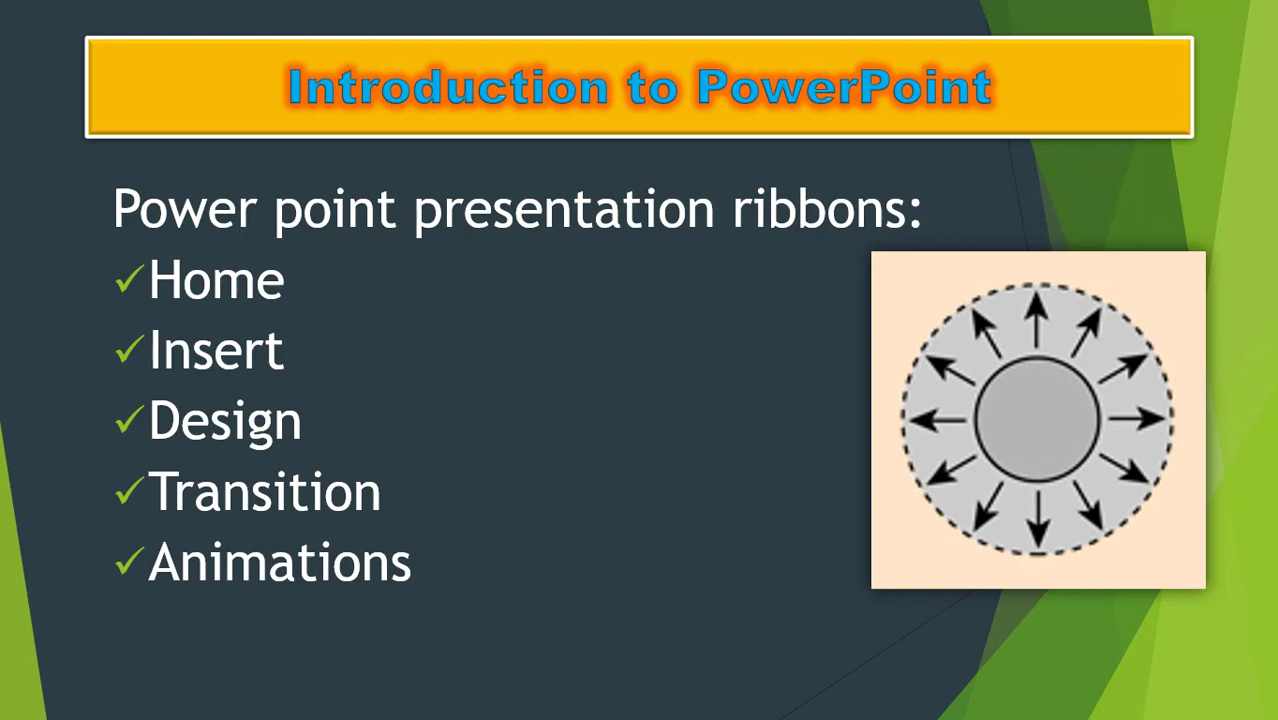 Introduction to PowerPoint
Power point presentation ribbons:
✓Home
✓Insert
✓Design
✓Transition
✓Animations